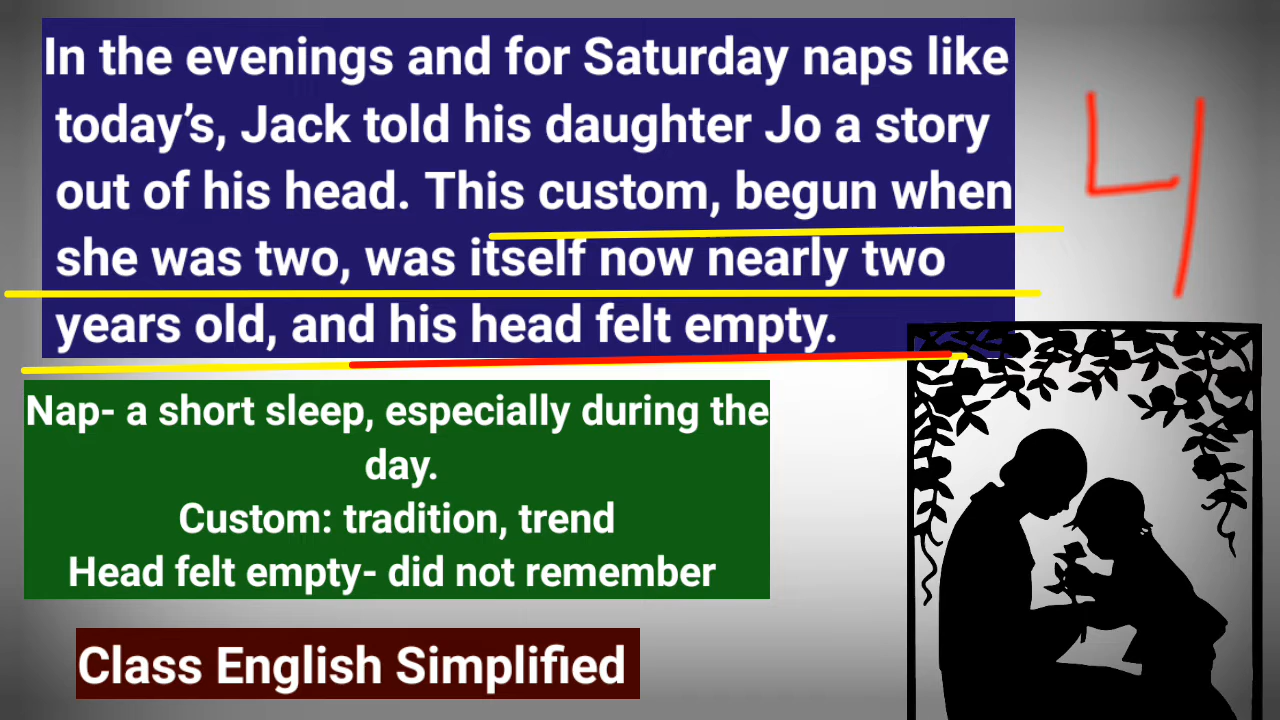 In the evenings and for Saturday naps like
today’s, Jack told his daughter Jo a story
out of his head. This custom, begun when
she was two, was itself now nearly two
years old, and his head felt empty.
4
Nap- a short sleep, especially during the
day.
Custom: tradition, trend
Head felt empty- did not remember
Class English Simplified